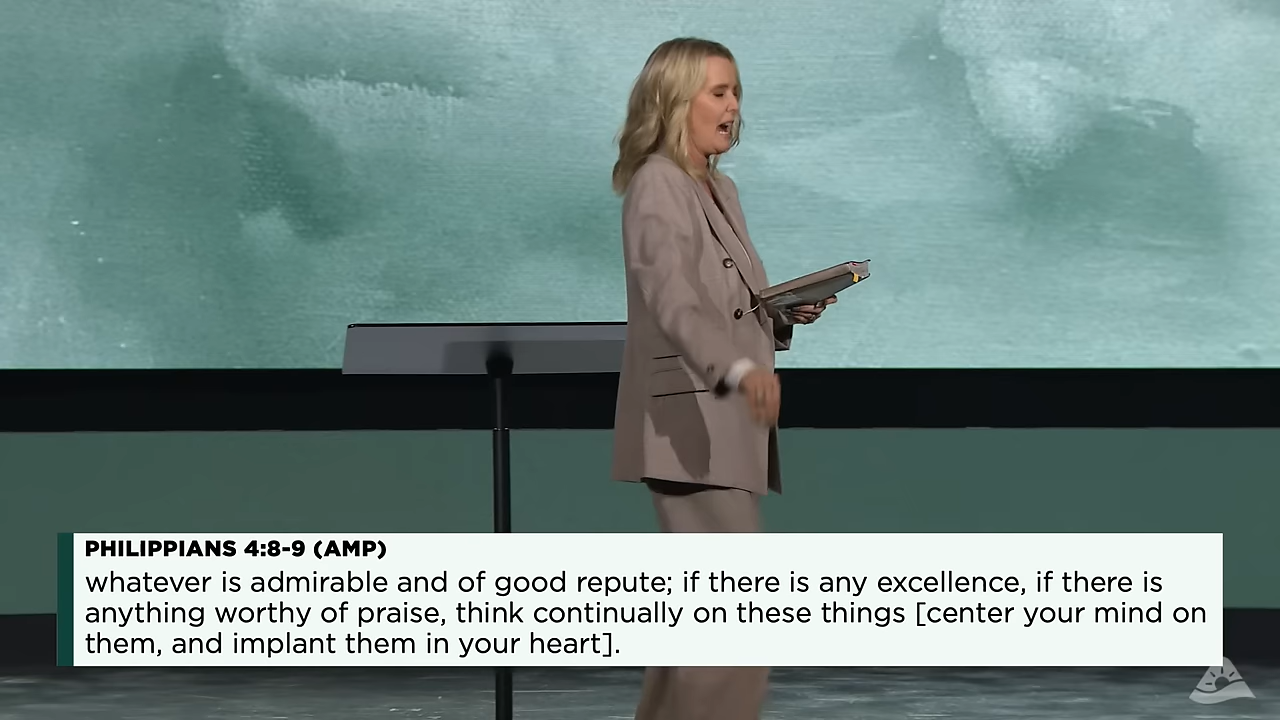 PHILIPPIANS 4:8-9 (AMP)
whatever is admirable and of good repute; if there is any excellence, if there is
anything worthy of praise, think continually on these things [center your mind on
them, and implant them in your heart].